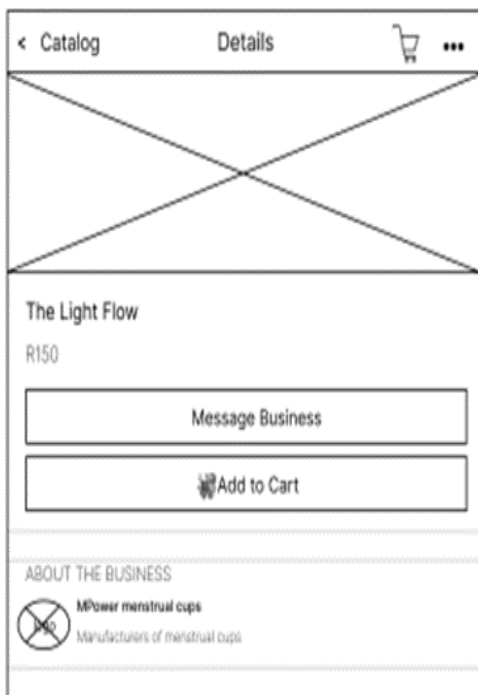 < Catalog Details •••
The Light Flow
R150
Message Business
Add to Cart
ABOUT THE BUSINESS
MPower menstrual cups
logo
Manufacturers of menstrual cups